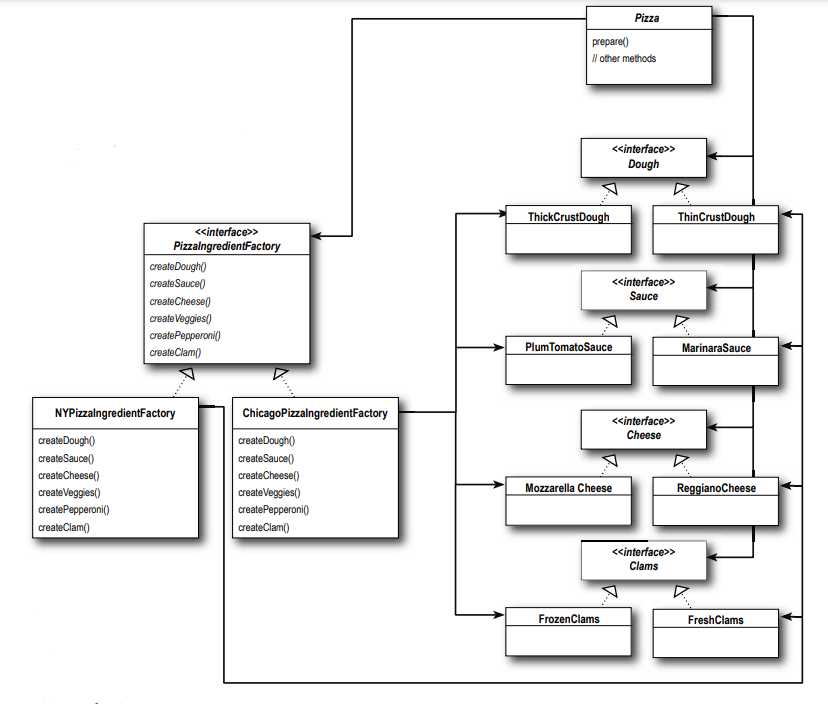 Pizza
prepare()
// other methods
<<interface>>
Dough
ThickCrustDough
ThinCrustDough
<<interface>>
PizzaIngredientFactory
createDough()
createSauce()
createCheese()
createVeggies()
createPepperoni()
createClam()
<<interface>>
Sauce
PlumTomatoSauce
MarinaraSauce
NYPizzaIngredientFactory
createDough()
createSauce()
createCheese()
createVeggies()
createPepperoni()
createClam()
ChicagoPizzaIngredientFactory
createDough()
createSauce()
createCheese()
createVeggies()
createPepperoni()
createClam()
<<interface>>
Cheese
Mozzarella Cheese
ReggianoCheese
<<interface>>
Clams
FrozenClams
FreshClams